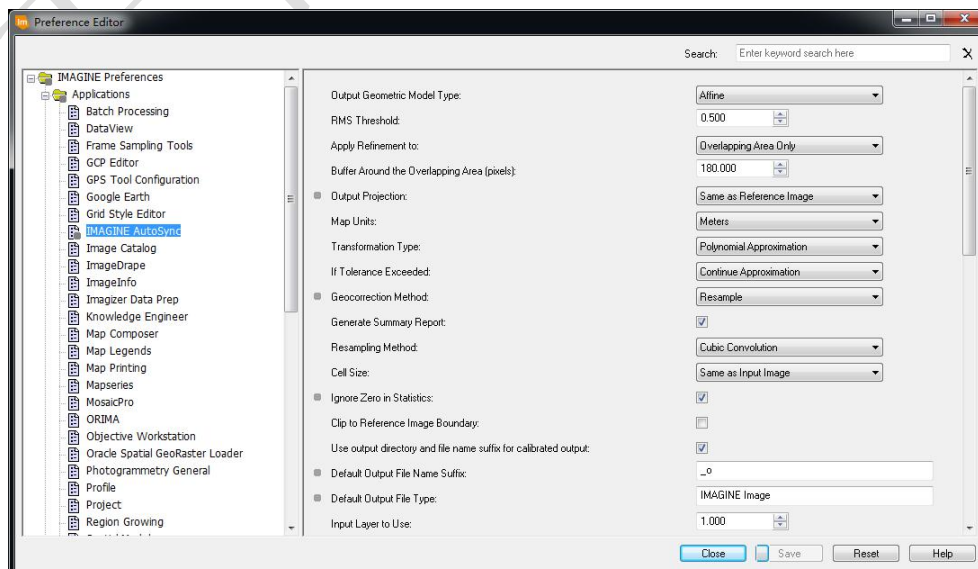 Preference Editor
Search: Enter keyword search here
IMAGINE Preferences
Applications
Batch Processing
DataView
Frame Sampling Tools
GCP Editor
GPS Tool Configuration
Google Earth
Grid Style Editor
IMAGINE AutoSync
Image Catalog
ImageDrape
ImageInfo
Imagizer Data Prep
Knowledge Engineer
Map Composer
Map Legends
Map Printing
Mapseries
MosaicPro
ORIMA
Objective Workstation
Oracle Spatial GeoRaster Loader
Photogrammetry General
Profile
Project
Region Growing
Output Geometric Model Type: Affine
RMS Threshold: 0.500
Apply Refinement to: Overlapping Area Only
Buffer Around the Overlapping Area (pixels): 180.000
Output Projection: Same as Reference Image
Map Units: Meters
Transformation Type: Polynomial Approximation
If Tolerance Exceeded: Continue Approximation
Geocorrection Method: Resample
Generate Summary Report:
Resampling Method: Cubic Convolution
Cell Size: Same as Input Image
Ignore Zero in Statistics:
Clip to Reference Image Boundary:
Use output directory and file name suffix for calibrated output:
Default Output File Name Suffix: _o
Default Output File Type: IMAGINE Image
Input Layer to Use: 1.000
Close Save Reset Help